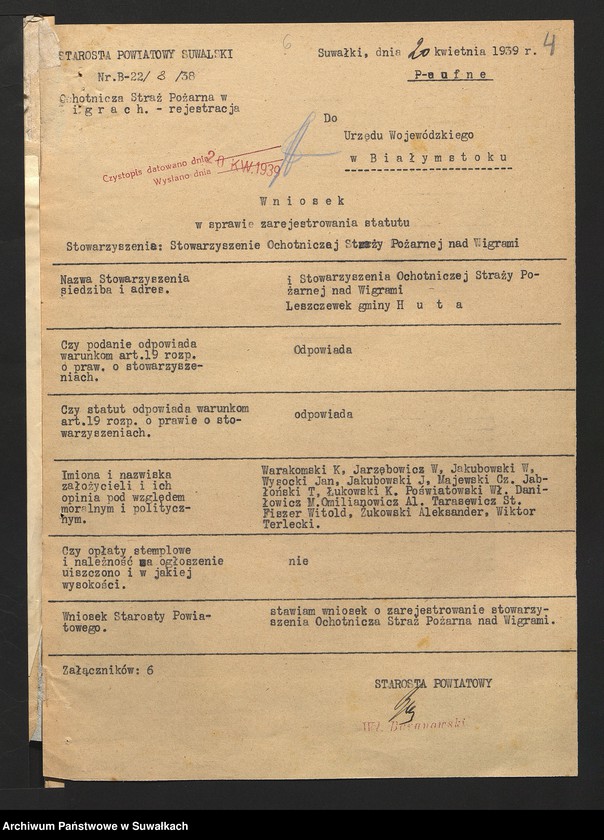 6
4
STAROSTA POWIATOWY SUWALSKI
Suwałki, dnia 20 kwietnia 1939 r.
Nr.B-22/ 8 /38
P-o u f n e
Ochotnicza Straż Pożarna w
i g r a c h. - rejestracja
Do
Urzędu Wojewódzkiego
w B i a ł y m s t o k u
Czystopis datowano dnia
Wysłano dnia
2 0 KW. 1939
W n i o s e k
w sprawie zarejestrowania statutu
Stowarzyszenia: Stowarzyszenie Ochotniczaj Straży Pożarnej nad Wigrami
Nazwa Stowarzyszenia
siedziba i adres.
i Stowarzyszenia Ochotniczej Straży Po-
żarnej nad Wigrami
Leszczewek gminy H u t a
Czy podanie odpowiada
warunkom art.19 rozp.
o praw. o stowarzysze-
niach.
Odpowiada
Czy statut odpowiada warunkom
art.19 rozp. o prawie o sto-
warzyszeniach.
odpowiada
Imiona i nazwiska
założycieli i ich
opinia pod względem
moralnym i politycz-
nym.
Warakomski K, Jarzębowicz W, Jakubowski W,
Wysocki Jan, Jakubowski J, Majewski Cz. Jab-
łoński T, Łukowski K. Poświatowski Wł. Dani-
łowicz M.Omilianowicz Al. Tarasewicz St.
Fiszer Witold, Żukowski Aleksander, Wiktor
Terlecki.
Czy opłaty stemplowe
i należność za ogłoszenie
uiszczono i w jakiej
wysokości.
nie
Wniosek Starosty Powia-
towego.
stawiam wniosek o zarejestrowanie stowarzy-
szenia Ochotnicza Straż Pożarna nad Wigrami.
Załączników: 6
STAROSTA POWIATOWY
Archiwum Państwowe w Suwałkach